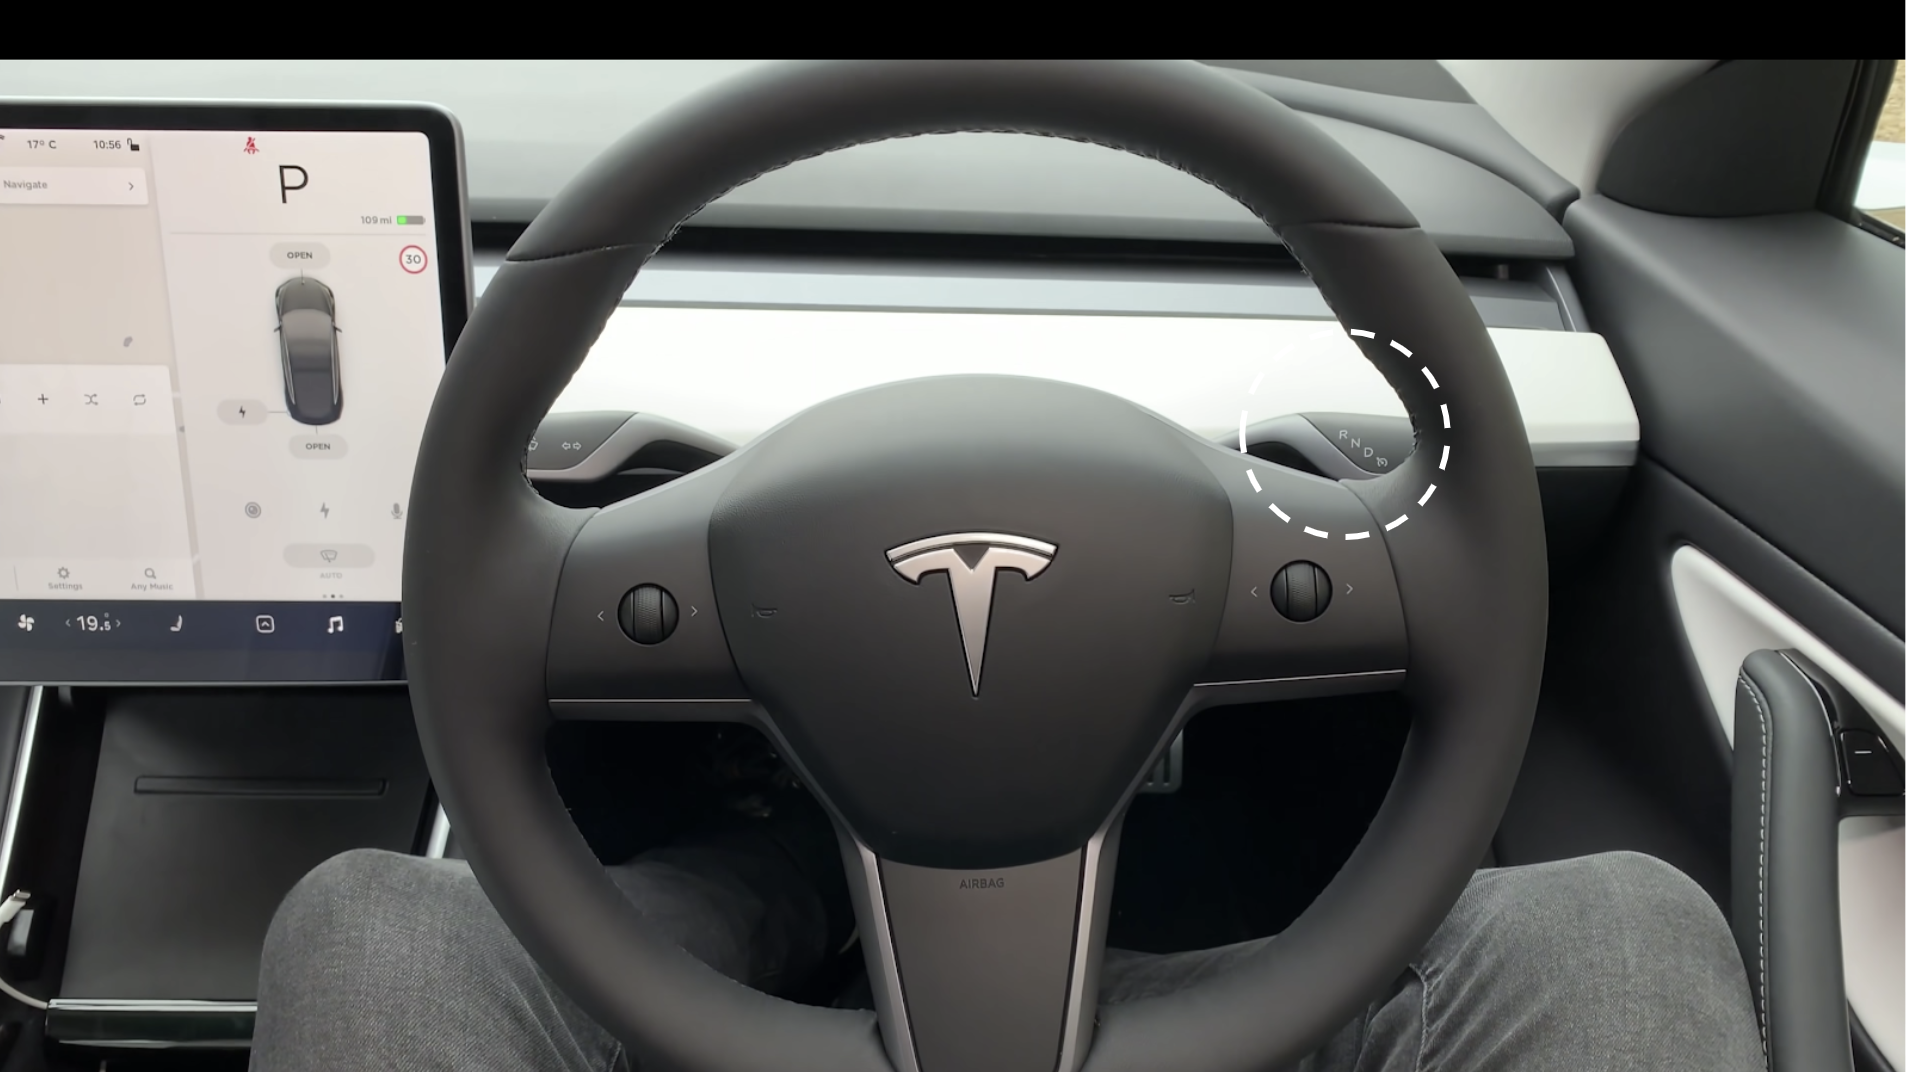 17° C
10:56
Navigate
P
109 mi
OPEN
30
OPEN
AUTO
Settings
Any Music
19.5
R
N
D
AIRBAG